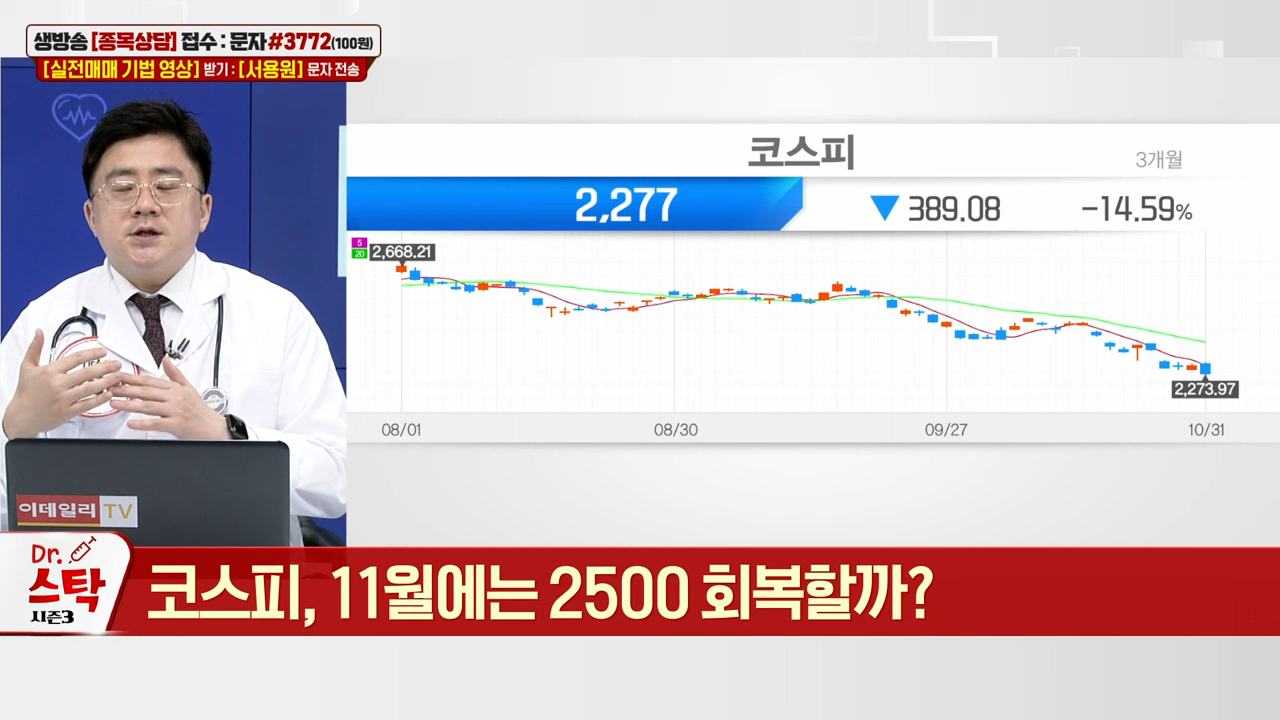 생방송 [종목상담] 접수 : 문자#3772(100원)
[실전매매 기법 영상] 받기 : [서용원] 문자 전송
코스피
3개월
2,277 ▼ 389.08 -14.59%
5
20
2,668.21
2,273.97
08/01 08/30 09/27 10/31
이데일리 TV
Dr.
스탁
시즌3
코스피, 11월에는 2500 회복할까?